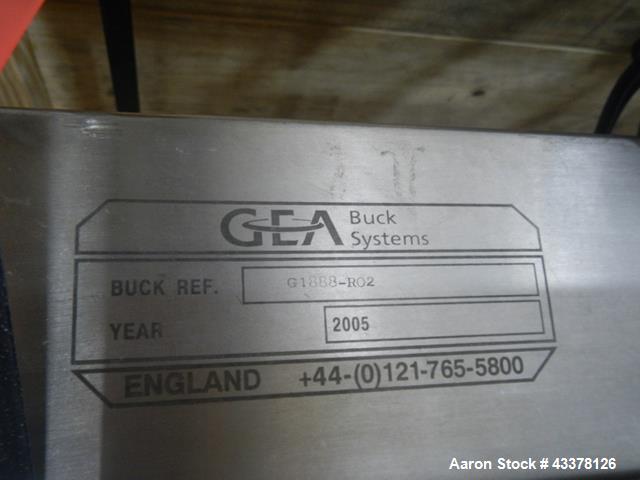 GEA Buck
Systems
BUCK REF. G1888-R02
YEAR 2005
ENGLAND +44-(0)121-765-5800
Aaron Stock # 43378126